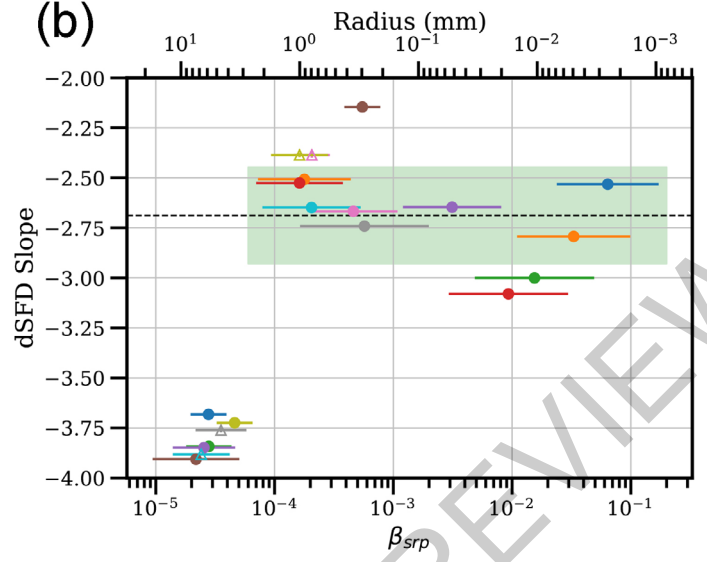 (b)
Radius (mm)
10¹ 10⁰ 10⁻¹ 10⁻² 10⁻³
−2.00
−2.25
−2.50
−2.75
−3.00
−3.25
−3.50
−3.75
−4.00
dSFD Slope
10⁻⁵ 10⁻⁴ 10⁻³ 10⁻² 10⁻¹
βsrp
REVIEW